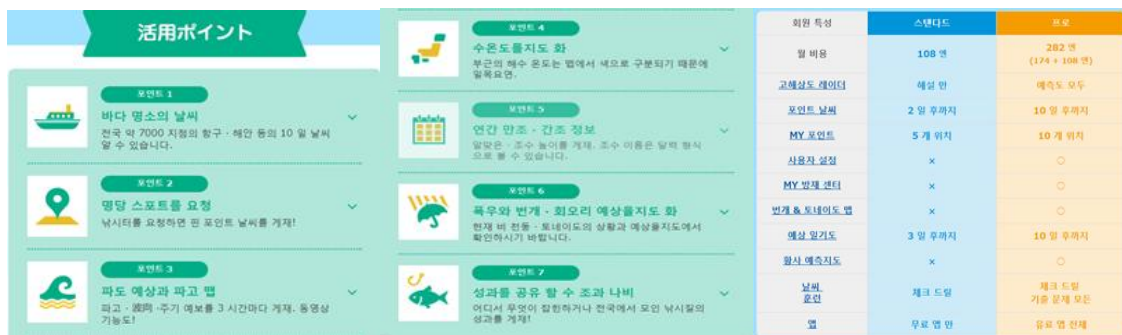 活用ポイント
포인트 1
바다 명소의 날씨
전국 약 7000 지점의 항구 · 해안 등의 10 일 날씨
알 수 있습니다.
포인트 2
명당 스포트를 요청
낚시터를 요청하면 핀 포인트 날씨를 게재!
포인트 3
파도 예상과 파고 맵
파고 · 波向 ·주기 예보를 3 시간마다 게재. 동영상
기능도!
포인트 4
수온도를지도 화
부근의 해수 온도는 맵에서 색으로 구분되기 때문에
일목요연.
포인트 5
연간 만조 · 간조 정보
알맞은 · 조수 높이를 게재. 조수 이름은 달력 형식
으로 볼 수 있습니다.
포인트 6
폭우와 번개 · 회오리 예상을지도 화
현재 비 전동 · 토네이도의 상황과 예상을지도에서
확인하시기 바랍니다.
포인트 7
성과를 공유 할 수 조과 나비
어디서 무엇이 잡힌하거나 전국에서 모인 낚시질의
성과를 게재!
회원 특성 스탠다드 프로
월 비용 108 엔 282 엔
(174 + 108 엔)
고해상도 레이더 해설 만 예측도 모두
포인트 날씨 2 일 후까지 10 일 후까지
MY 포인트 5 개 위치 10 개 위치
사용자 설정 × ○
MY 방재 센터 × ○
번개 & 토네이도 맵 × ○
예상 일기도 3 일 후까지 10 일 후까지
황사 예측지도 × ○
날씨
훈련 체크 드릴 체크 드릴
기출 문제 모든
앱 무료 앱 만 유료 앱 전체